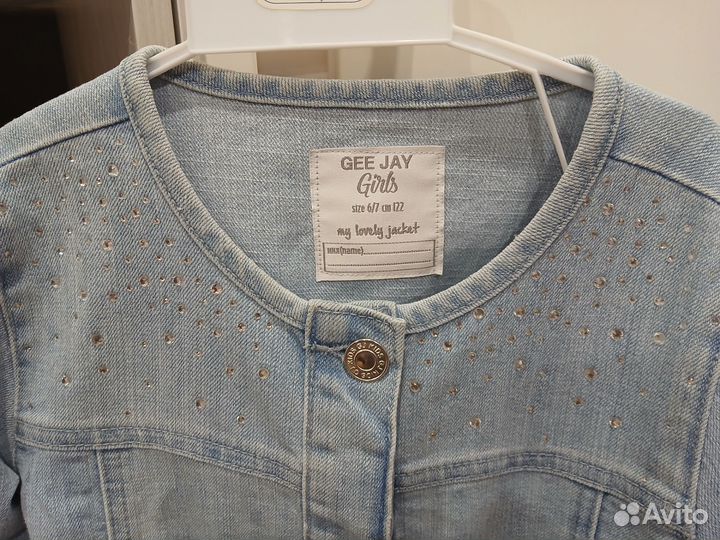 GEE JAY
Girls
size 6/7 cm 122
my lovely jacket
имя(name)
Avito